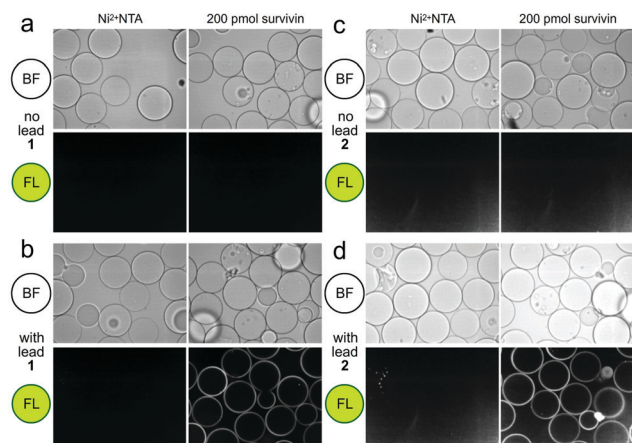 a
Ni²⁺NTA
200 pmol survivin
BF
no
lead
1
FL
b
BF
with
lead
1
FL
c
Ni²⁺NTA
200 pmol survivin
BF
no
lead
2
FL
d
BF
with
lead
2
FL